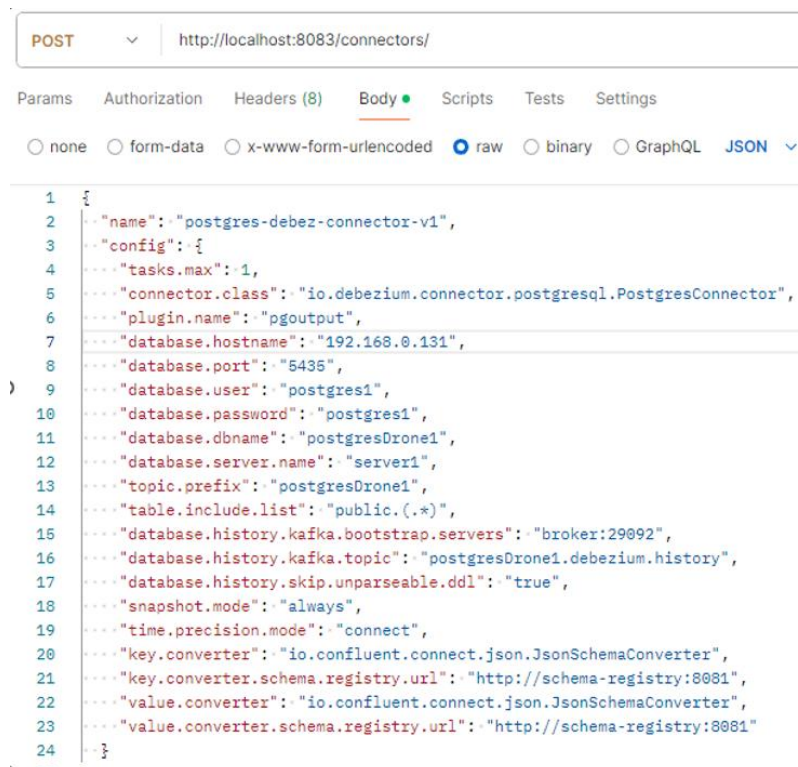 POST http://localhost:8083/connectors/
Params Authorization Headers (8) Body Scripts Tests Settings
none form-data x-www-form-urlencoded raw binary GraphQL JSON
1 {
2 "name": "postgres-debez-connector-v1",
3 "config": {
4 "tasks.max": 1,
5 "connector.class": "io.debezium.connector.postgresql.PostgresConnector",
6 "plugin.name": "pgoutput",
7 "database.hostname": "192.168.0.131",
8 "database.port": "5435",
9 "database.user": "postgres1",
10 "database.password": "postgres1",
11 "database.dbname": "postgresDrone1",
12 "database.server.name": "server1",
13 "topic.prefix": "postgresDrone1",
14 "table.include.list": "public.(.*)",
15 "database.history.kafka.bootstrap.servers": "broker:29092",
16 "database.history.kafka.topic": "postgresDrone1.debezium.history",
17 "database.history.skip.unparseable.ddl": "true",
18 "snapshot.mode": "always",
19 "time.precision.mode": "connect",
20 "key.converter": "io.confluent.connect.json.JsonSchemaConverter",
21 "key.converter.schema.registry.url": "http://schema-registry:8081",
22 "value.converter": "io.confluent.connect.json.JsonSchemaConverter",
23 "value.converter.schema.registry.url": "http://schema-registry:8081"
24 }